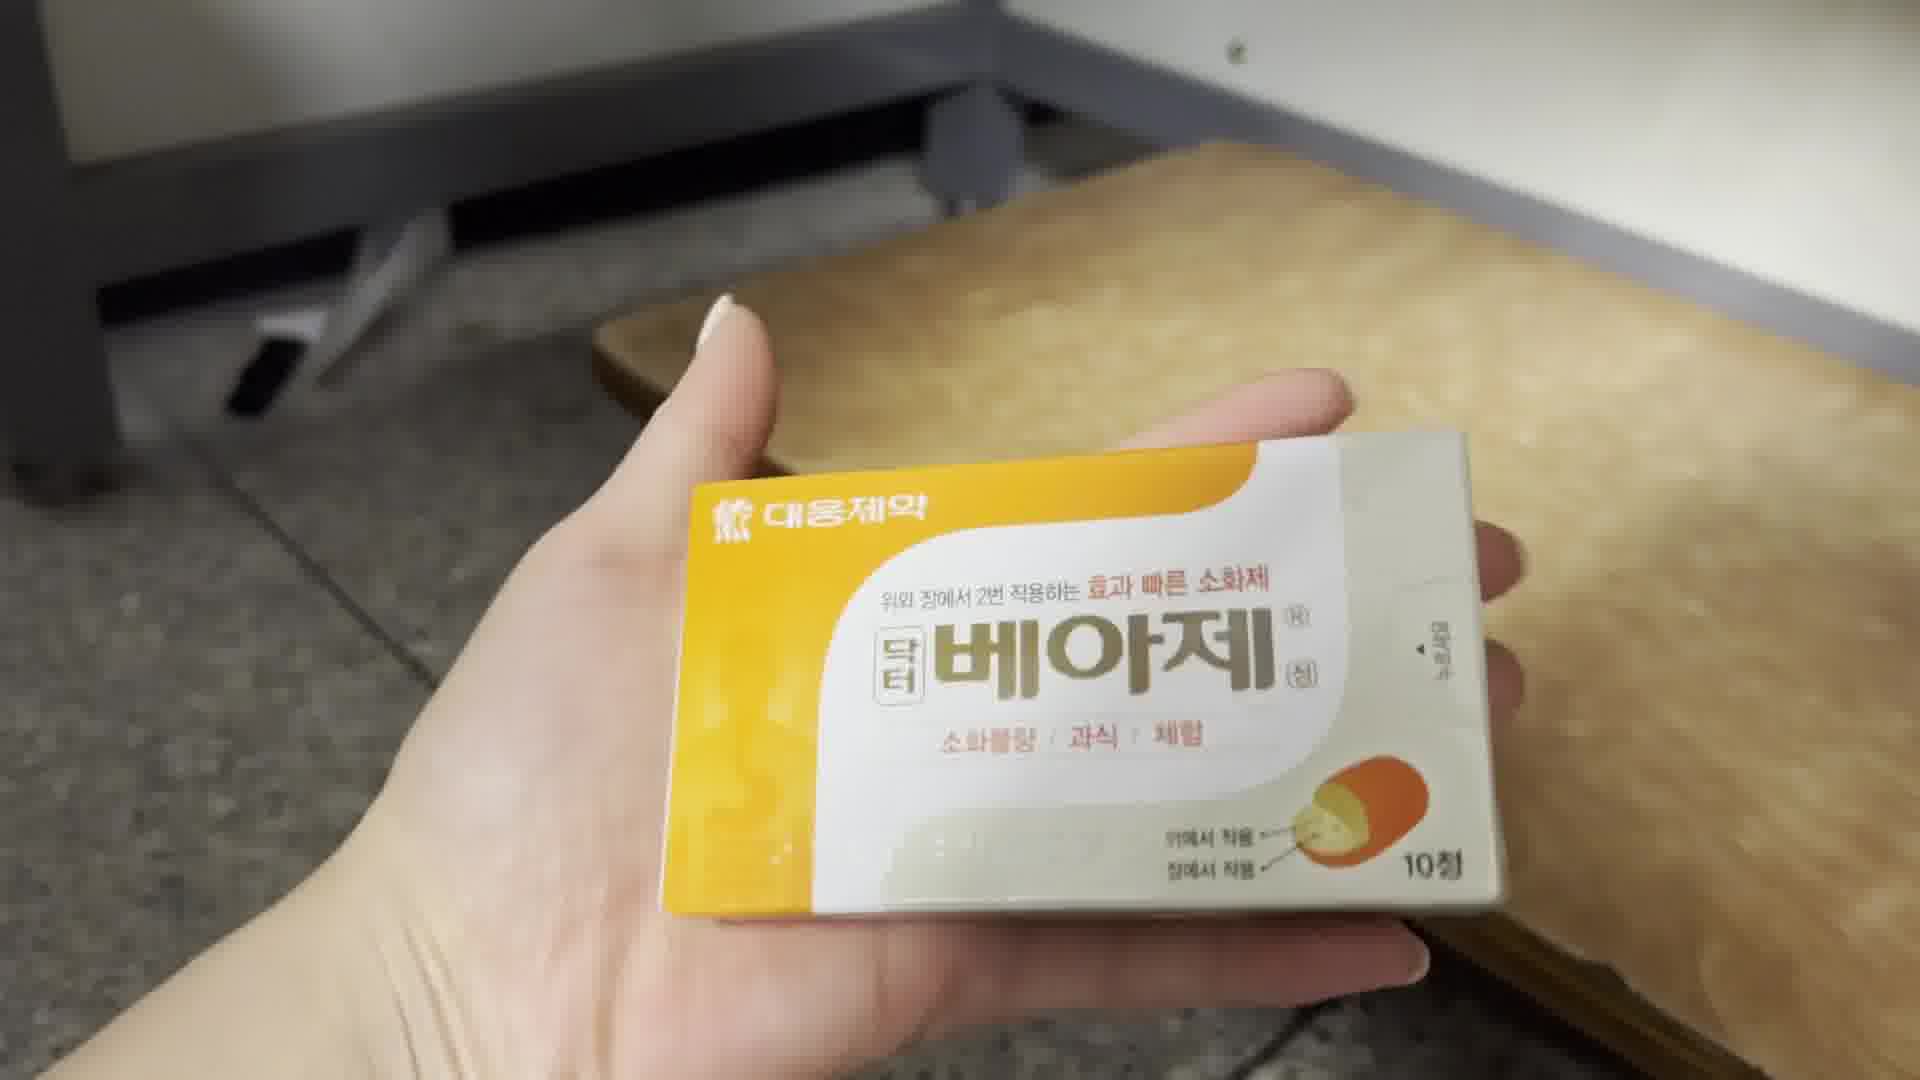 대웅제약
위와 장에서 2번 작용하는 효과 빠른 소화제
닥터 베아제® 정
소화불량 / 과식 / 체함
위에서 작용
장에서 작용
10정